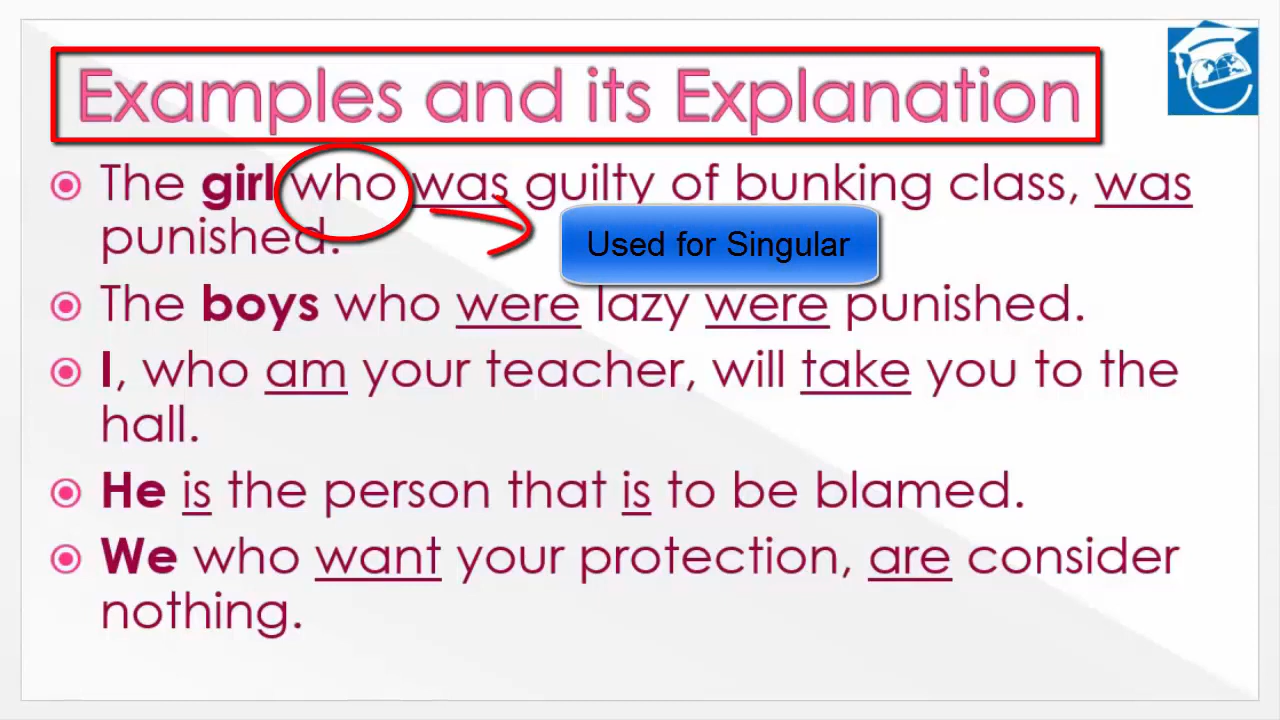 Examples and its Explanation
The girl who was guilty of bunking class, was
punished.
Used for Singular
The boys who were lazy were punished.
I, who am your teacher, will take you to the
hall.
He is the person that is to be blamed.
We who want your protection, are consider
nothing.